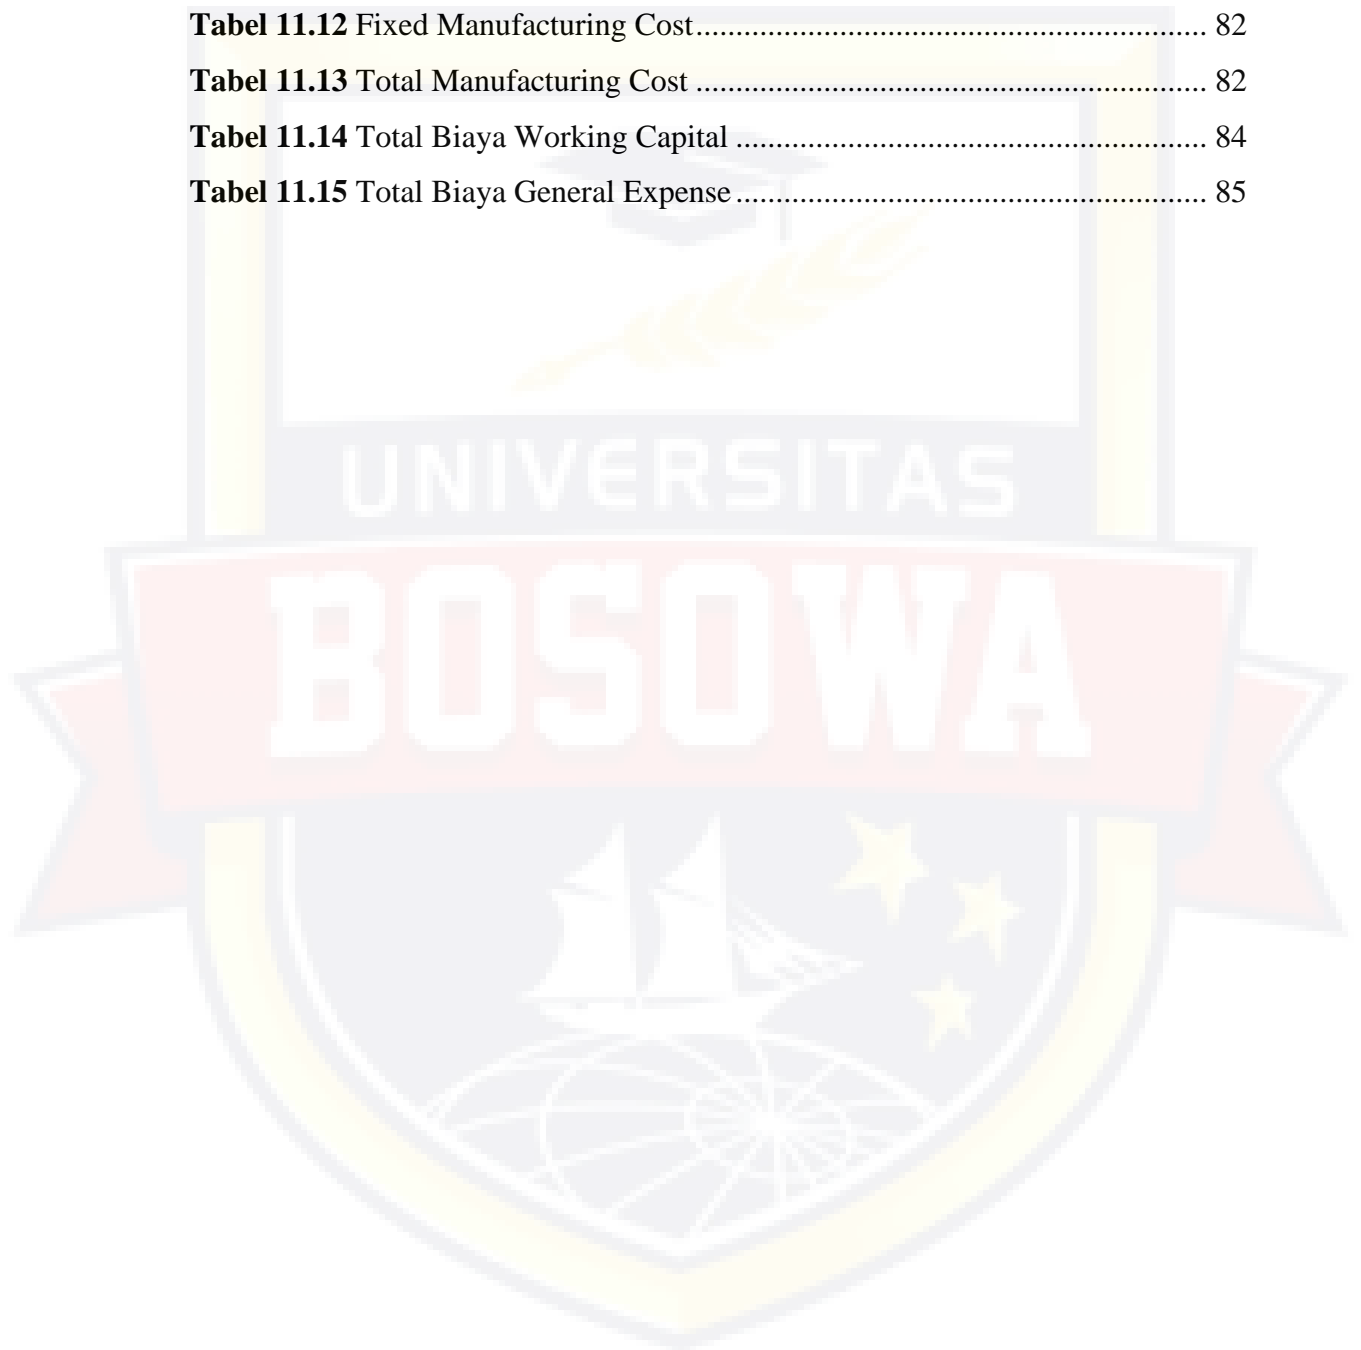 Tabel 11.12 Fixed Manufacturing Cost................................................................ 82
Tabel 11.13 Total Manufacturing Cost ................................................................ 82
Tabel 11.14 Total Biaya Working Capital ........................................................... 84
Tabel 11.15 Total Biaya General Expense........................................................... 85
UNIVERSITAS
BOSOWA